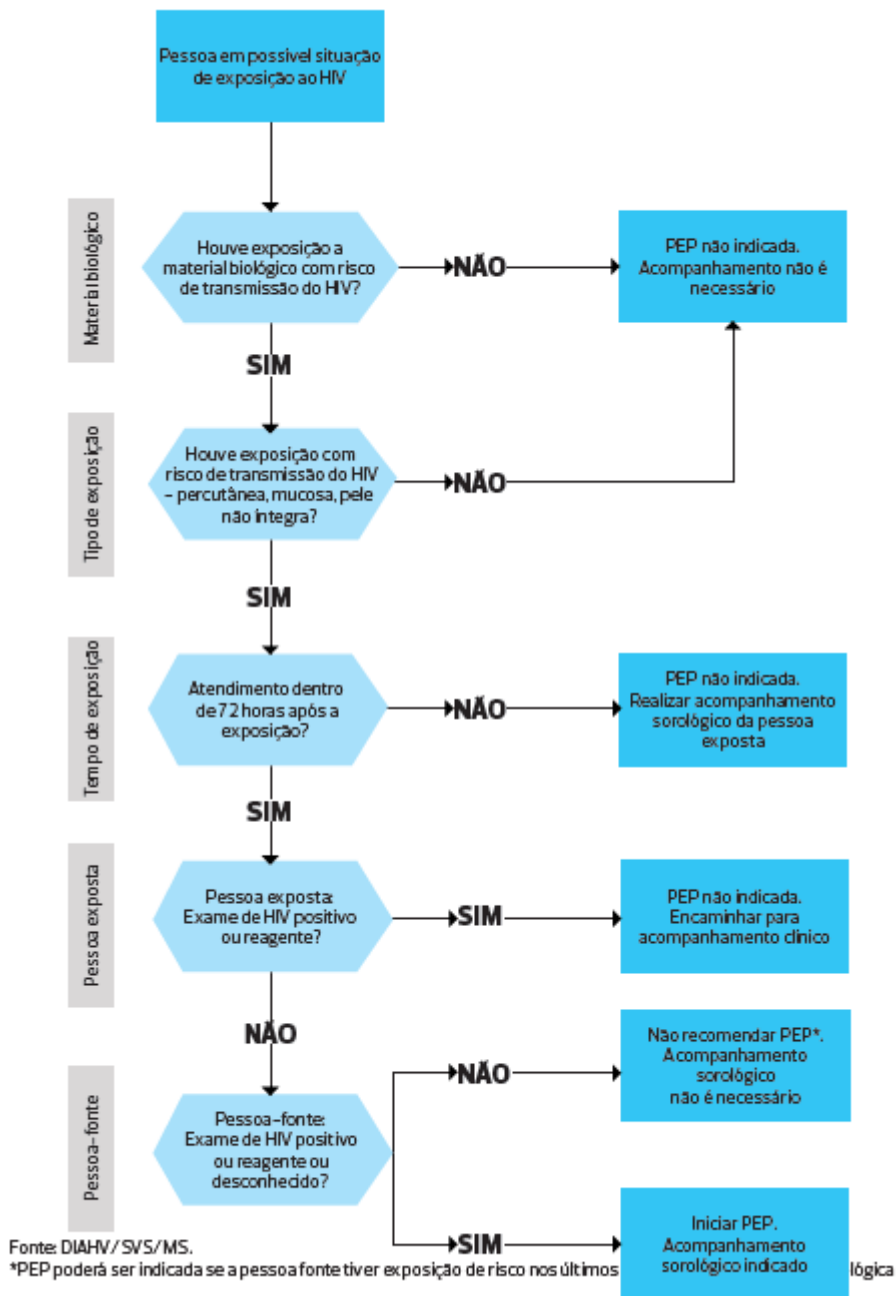 Pessoa em possível situação
de exposição ao HIV
Material biológico
Houve exposição a
material biológico com risco
de transmissão do HIV?
NÃO
PEP não indicada.
Acompanhamento não é
necessário
SIM
Tipo de exposição
Houve exposição com
risco de transmissão do HIV
– percutânea, mucosa, pele
não íntegra?
NÃO
SIM
Tempo de exposição
Atendimento dentro
de 72 horas após a
exposição?
NÃO
PEP não indicada.
Realizar acompanhamento
sorológico da pessoa
exposta
SIM
Pessoa exposta
Pessoa exposta:
Exame de HIV positivo
ou reagente?
SIM
PEP não indicada.
Encaminhar para
acompanhamento clínico
NÃO
Pessoa-fonte
Pessoa-fonte:
Exame de HIV positivo
ou reagente ou
desconhecido?
NÃO
Não recomendar PEP*.
Acompanhamento
sorológico
não é necessário
SIM
Iniciar PEP.
Acompanhamento
sorológico indicado
Fonte: DIAHV/SVS/MS.
*PEP poderá ser indicada se a pessoa fonte tiver exposição de risco nos últimos lógica